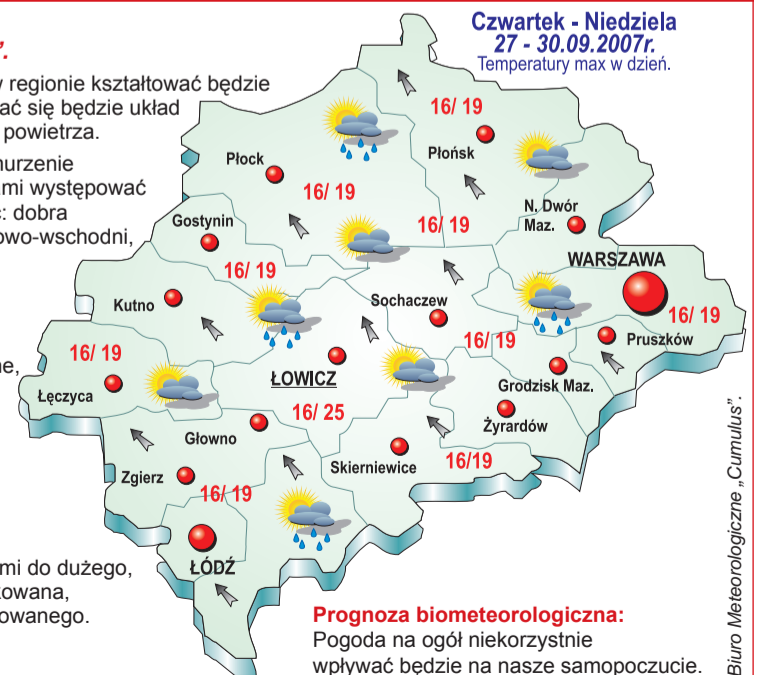 Czwartek - Niedziela
27 - 30.09.2007r.
Temperatury max w dzień.
”.
w regionie kształtować będzie
ać się będzie układ
powietrza.
murzenie
ami występować
: dobra
owo-wschodni,
ne,
mi do dużego,
kowana,
owanego.
16/ 19
Płońsk
Płock
16/ 19
N. Dwór
Maz.
Gostynin
16/ 19
16/ 19
WARSZAWA
Kutno
Sochaczew
16/ 19
Pruszków
16/ 19
16/ 19
Łęczyca
ŁOWICZ
Grodzisk Maz.
16/ 25
Żyrardów
Głowno
Skierniewice
16/19
Zgierz
16/ 19
ŁÓDŹ
Prognoza biometeorologiczna:
Pogoda na ogół niekorzystnie
wpływać będzie na nasze samopoczucie.
Biuro Meteorologiczne „Cumulus”.